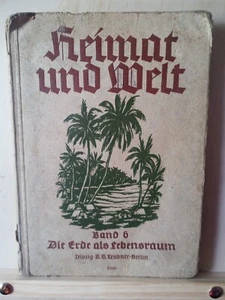 Heimat
und Welt
Band 6
Die Erde als Lebensraum
Leipzig B. G. Teubner · Berlin